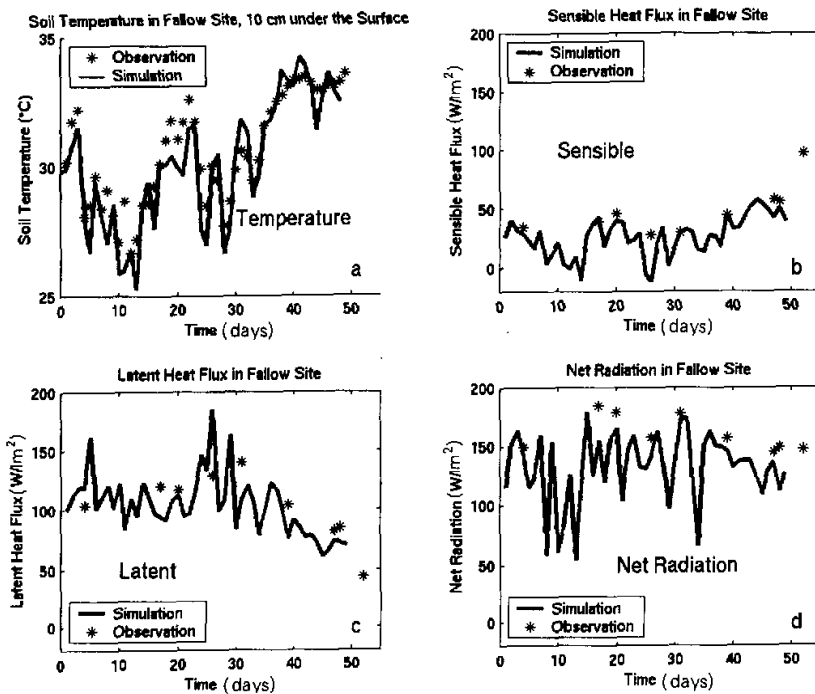 Soil Temperature in Fallow Site, 10 cm under the Surface
35
Observation
Simulation
30
25
Soil Temperature (°C)
Temperature
a
0 10 20 30 40 50
Time (days)
Sensible Heat Flux in Fallow Site
200
Simulation
Observation
150
100
50
0
Sensible Heat Flux (W/m²)
Sensible
b
0 10 20 30 40 50
Time (days)
Latent Heat Flux in Fallow Site
200
150
100
50
0
Latent Heat Flux (W/m²)
Latent
Simulation
Observation
c
0 10 20 30 40 50
Time (days)
Net Radiation in Fallow Site
200
150
100
50
0
Net Radiation (W/m²)
Net Radiation
Simulation
Observation
d
0 10 20 30 40 50
Time (days)